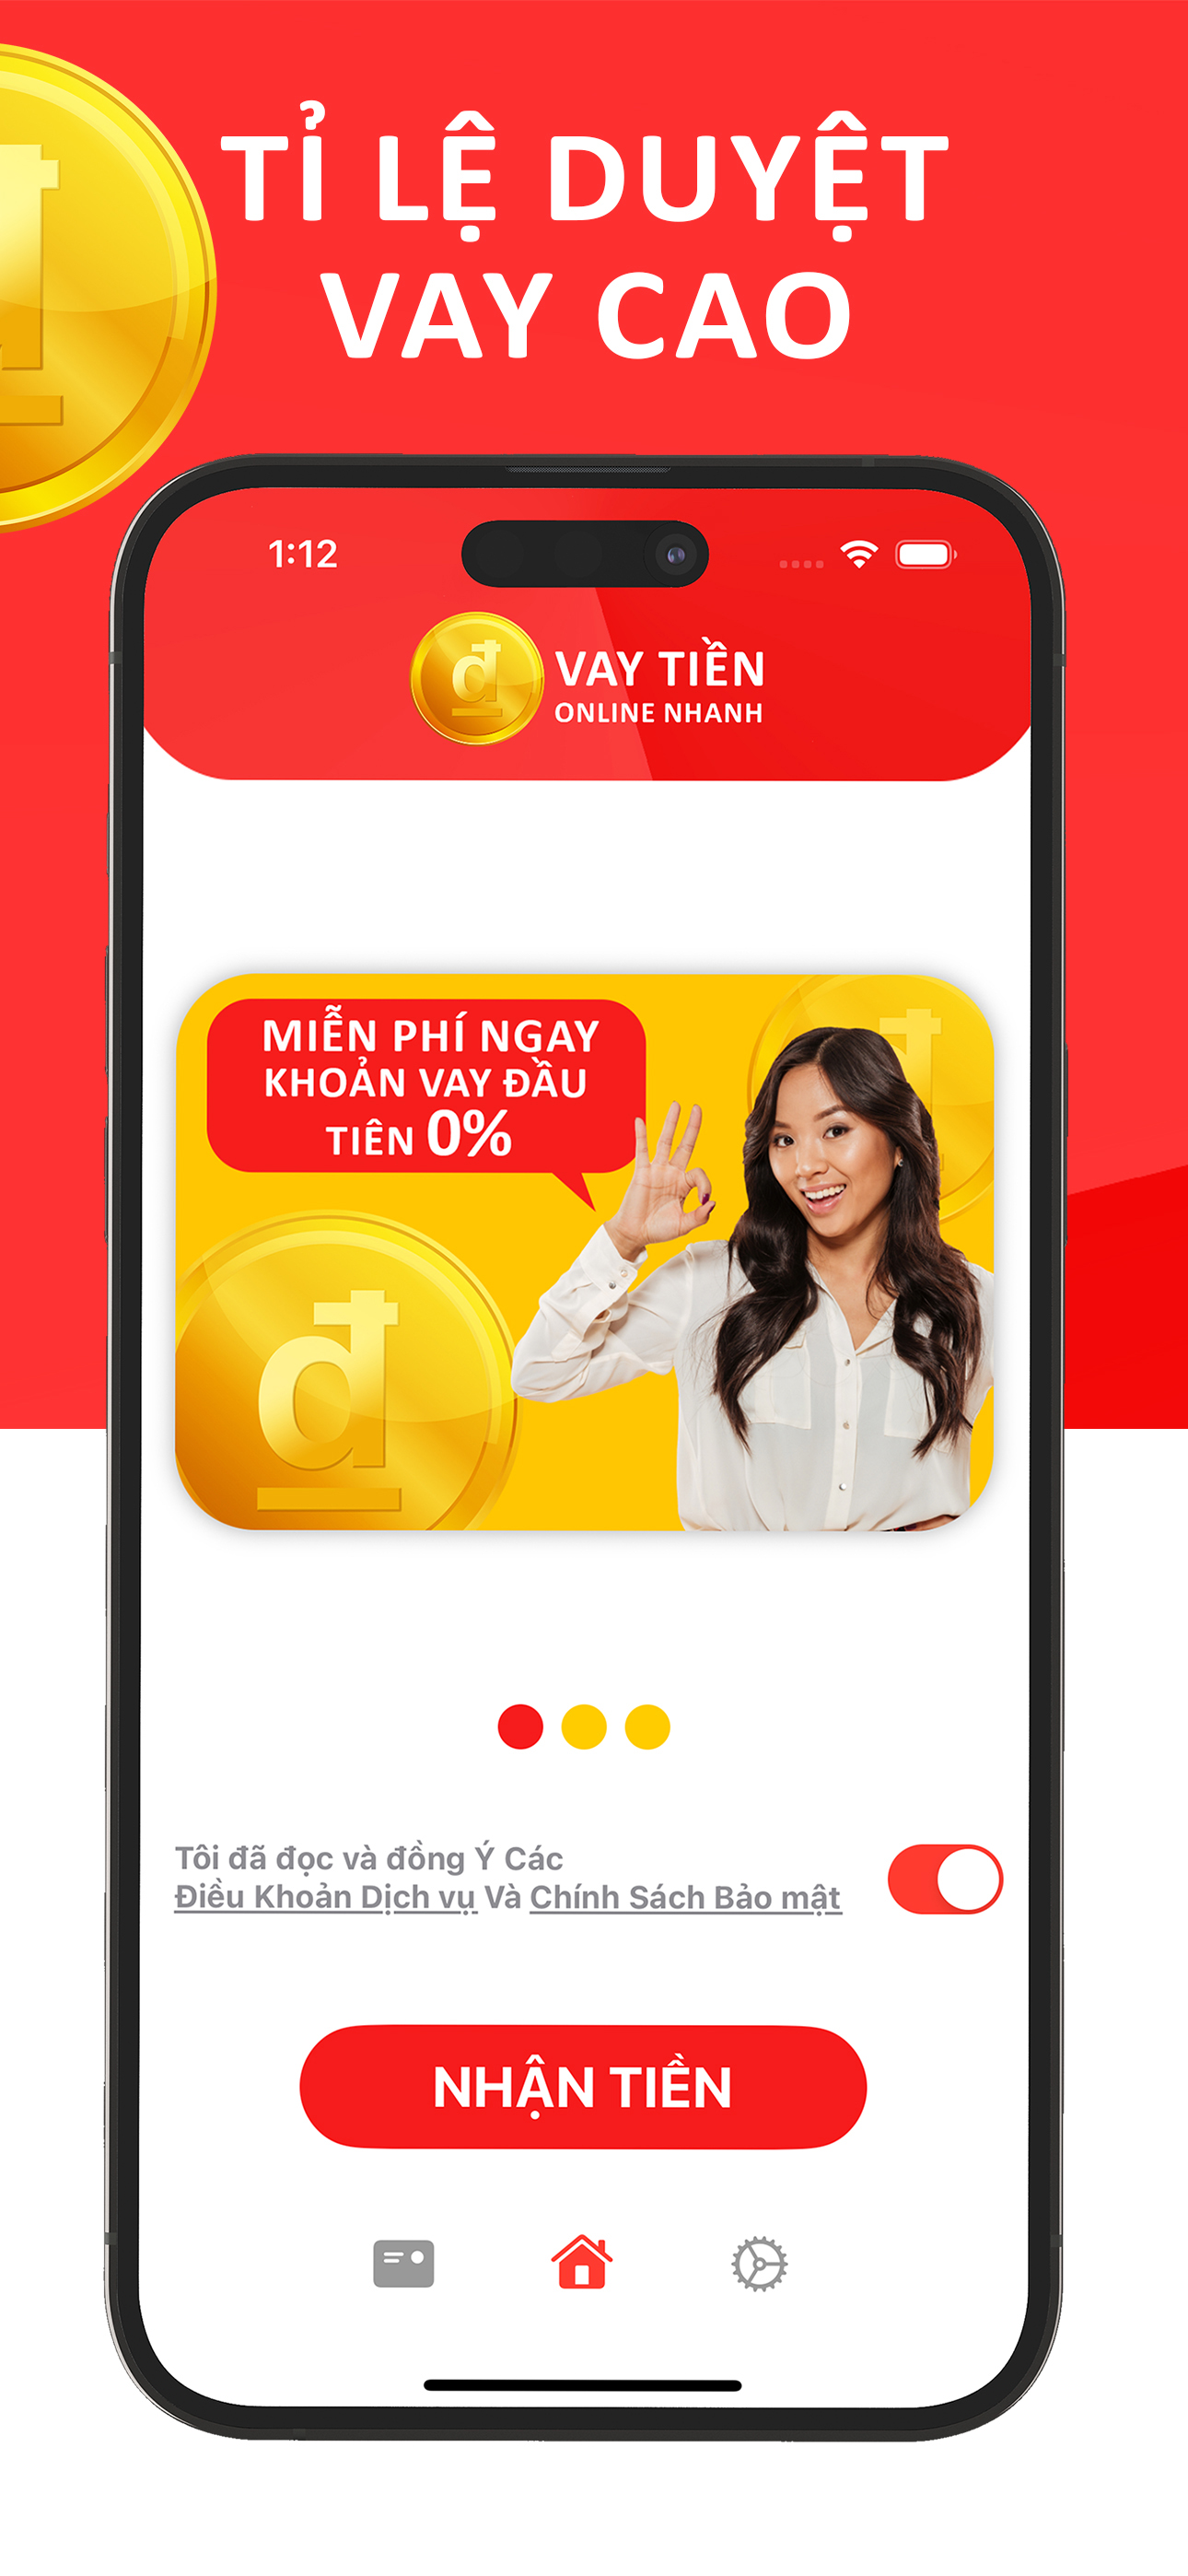 TỈ LỆ DUYỆT
VAY CAO
1:12
đ
VAY TIỀN
ONLINE NHANH
MIỄN PHÍ NGAY
KHOẢN VAY ĐẦU
TIÊN 0%
đ
Tôi đã đọc và đồng Ý Các
Điều Khoản Dịch vụ Và Chính Sách Bảo mật
NHẬN TIỀN